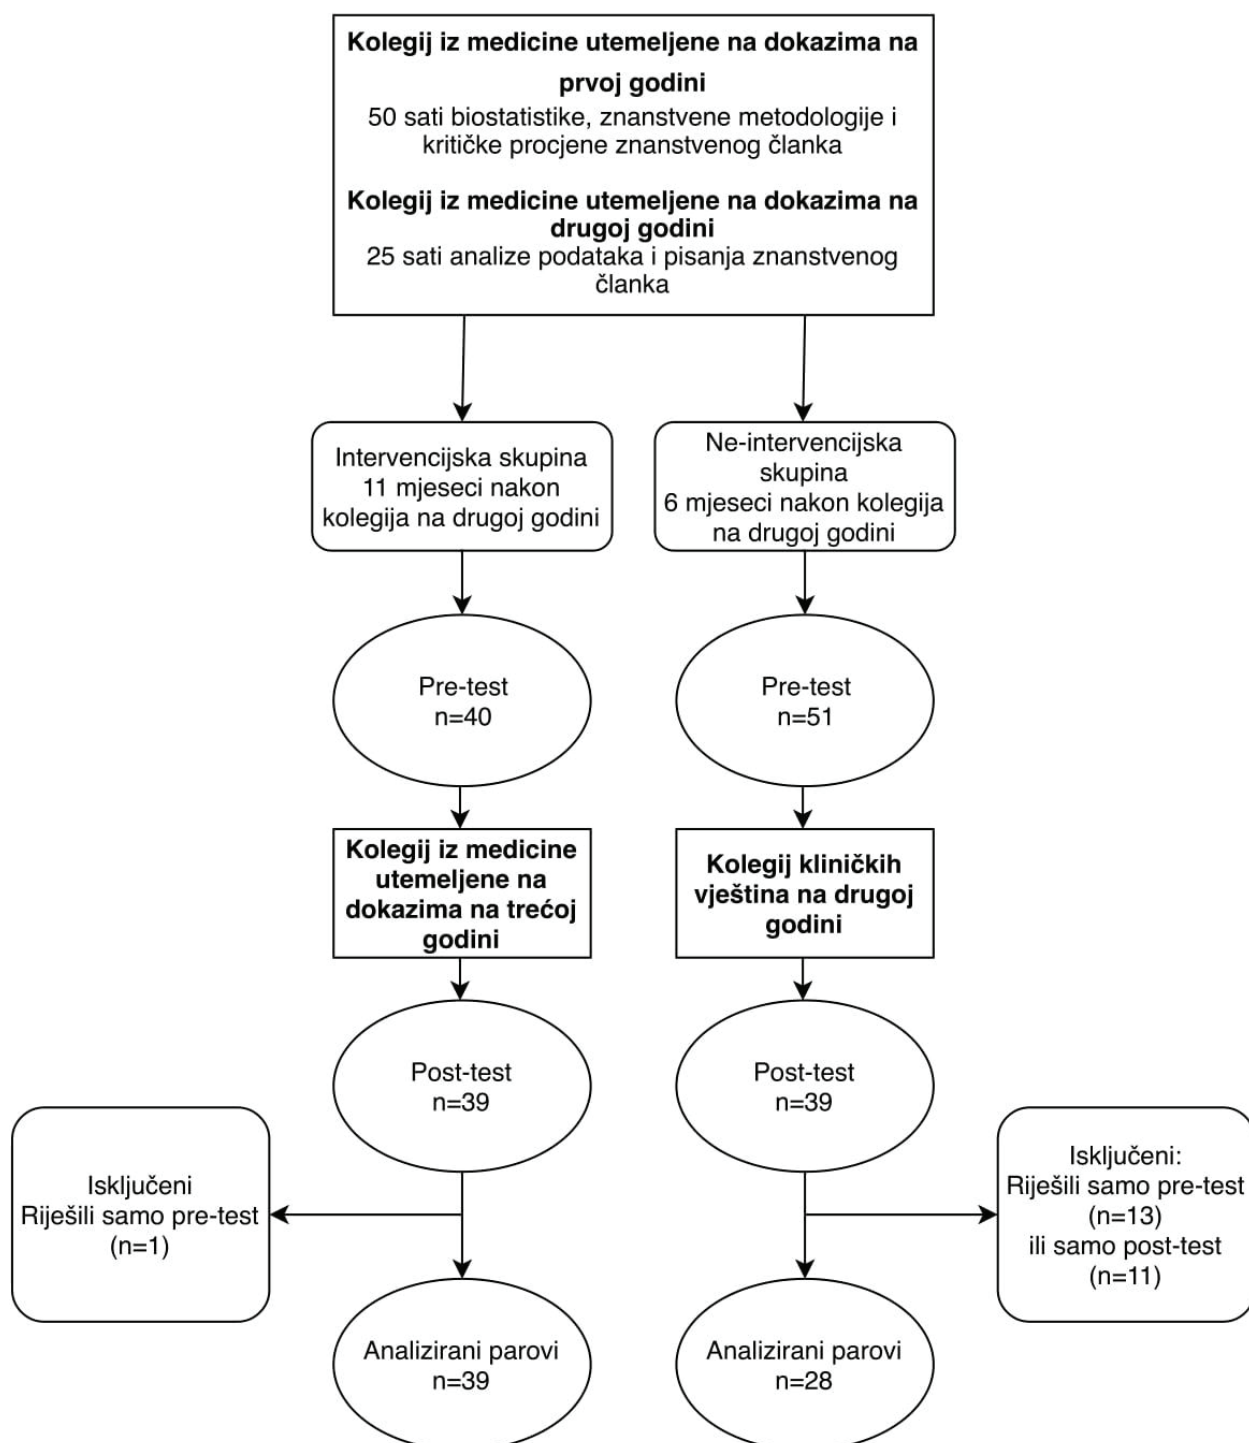 Kolegij iz medicine utemeljene na dokazima na
prvoj godini
50 sati biostatistike, znanstvene metodologije i
kritičke procjene znanstvenog članka
Kolegij iz medicine utemeljene na dokazima na
drugoj godini
25 sati analize podataka i pisanja znanstvenog
članka
Intervencijska skupina
11 mjeseci nakon
kolegija na drugoj godini
Ne-intervencijska
skupina
6 mjeseci nakon kolegija
na drugoj godini
Pre-test
n=40
Pre-test
n=51
Kolegij iz medicine
utemeljene na
dokazima na trećoj
godini
Kolegij kliničkih
vještina na drugoj
godini
Post-test
n=39
Post-test
n=39
Isključeni
Riješili samo pre-test
(n=1)
Isključeni:
Riješili samo pre-test
(n=13)
ili samo post-test
(n=11)
Analizirani parovi
n=39
Analizirani parovi
n=28